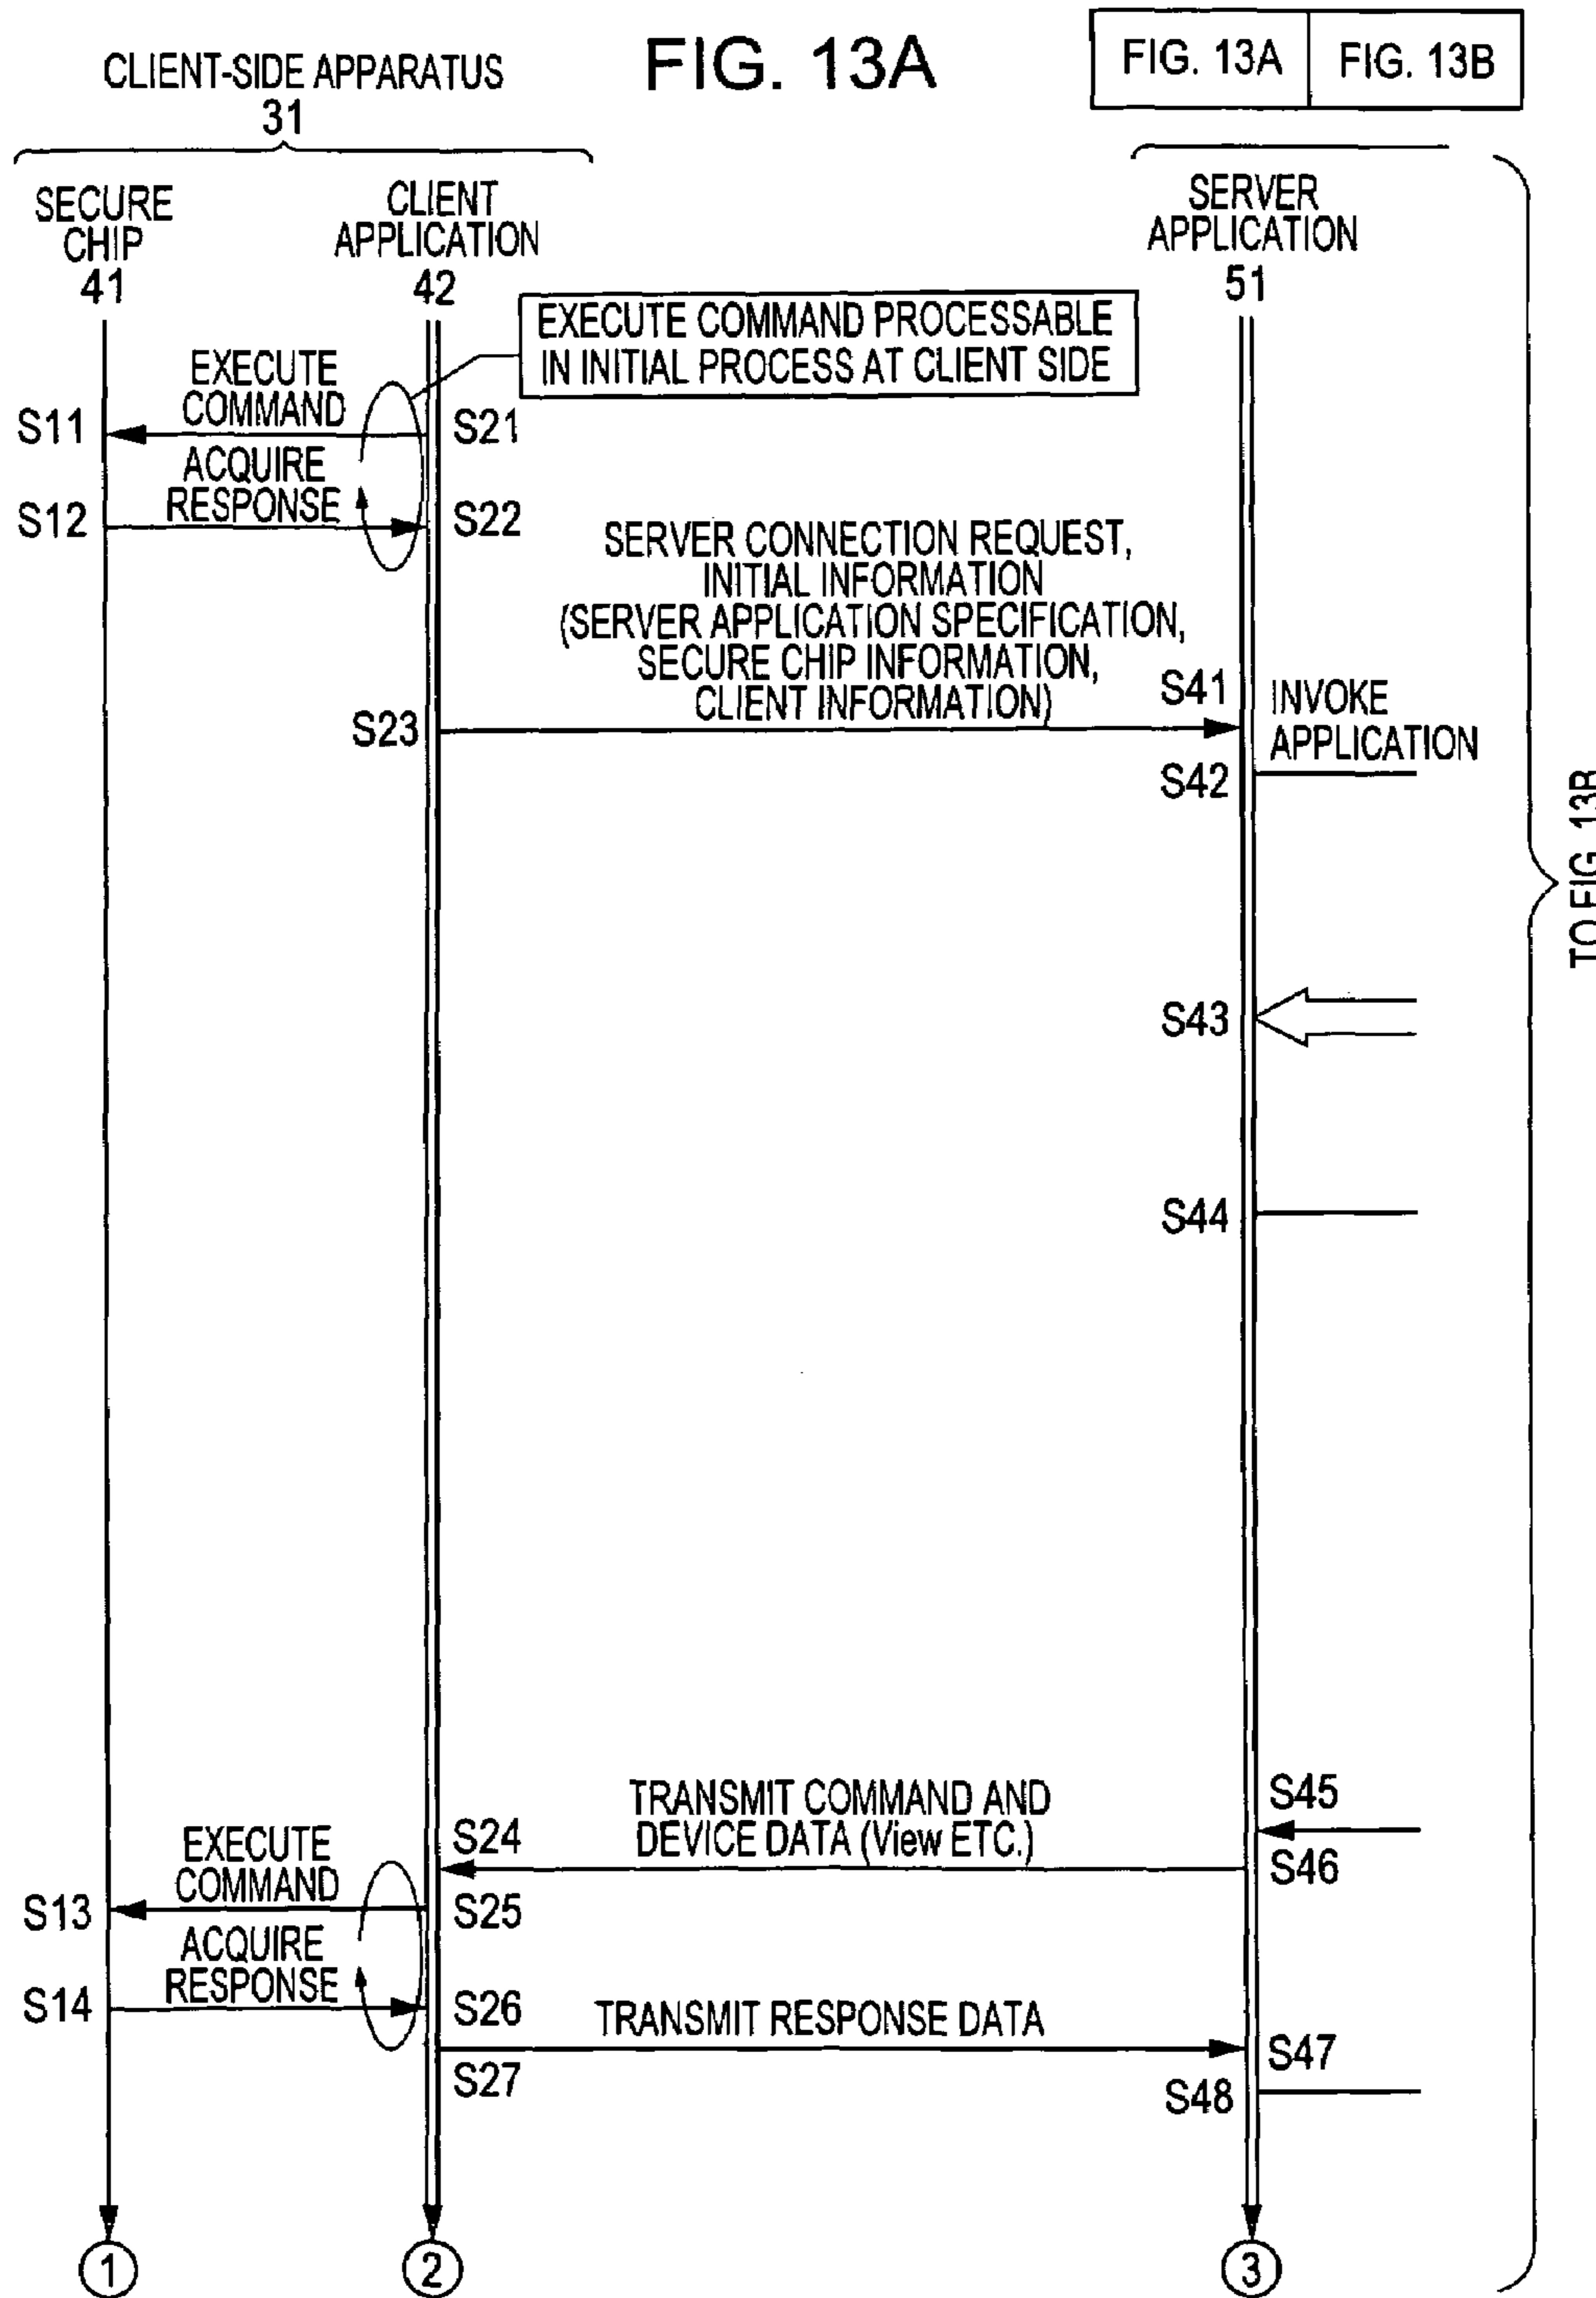 FIG. 13A
FIG. 13A
FIG. 13B
CLIENT-SIDE APPARATUS
31
SECURE
CHIP
41
CLIENT
APPLICATION
42
SERVER
APPLICATION
51
EXECUTE COMMAND PROCESSABLE
IN INITIAL PROCESS AT CLIENT SIDE
EXECUTE
COMMAND
S11
S21
ACQUIRE
RESPONSE
S12
S22
SERVER CONNECTION REQUEST,
INITIAL INFORMATION
(SERVER APPLICATION SPECIFICATION,
SECURE CHIP INFORMATION,
CLIENT INFORMATION)
S23
S41
INVOKE
APPLICATION
S42
TO FIG. 13B
S43
S44
TRANSMIT COMMAND AND
DEVICE DATA (View ETC.)
S45
S24
S46
EXECUTE
COMMAND
S13
S25
ACQUIRE
RESPONSE
S14
S26
TRANSMIT RESPONSE DATA
S47
S27
S48
1
2
3